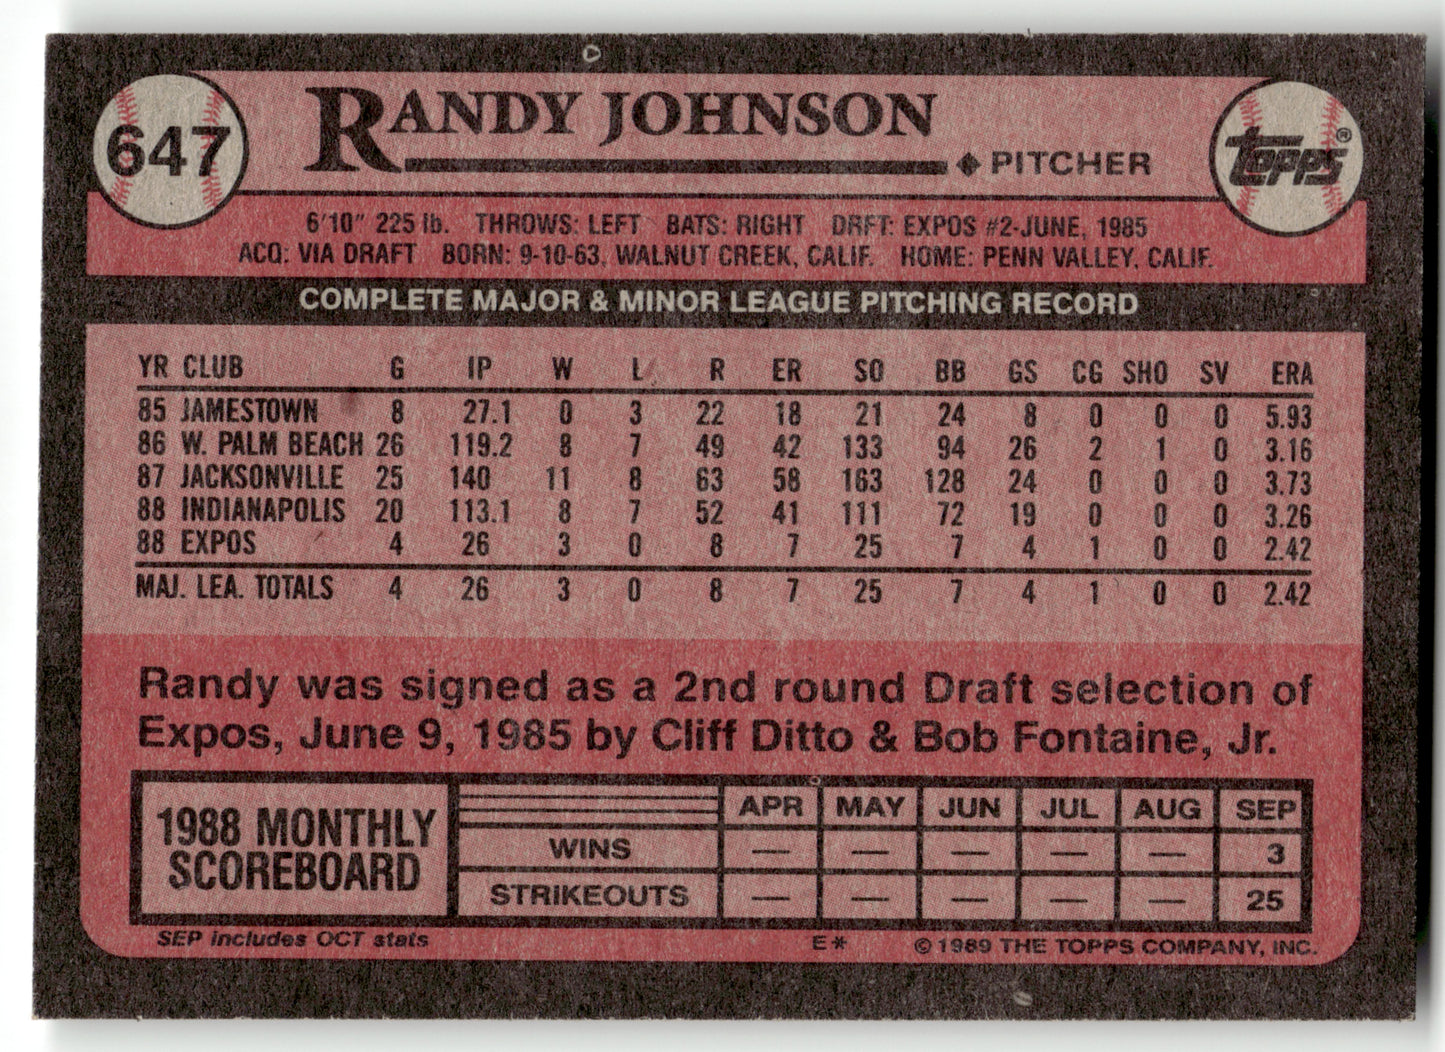 647
RANDY JOHNSON
PITCHER
TOPPS®
6'10" 225 lb. THROWS: LEFT BATS: RIGHT DRFT: EXPOS #2-JUNE, 1985
ACQ: VIA DRAFT BORN: 9-10-63, WALNUT CREEK, CALIF. HOME: PENN VALLEY, CALIF.
COMPLETE MAJOR & MINOR LEAGUE PITCHING RECORD
YR CLUB G IP W L R ER SO BB GS CG SHO SV ERA
85 JAMESTOWN 8 27.1 0 3 22 18 21 24 8 0 0 0 5.93
86 W. PALM BEACH 26 119.2 8 7 49 42 133 94 26 2 1 0 3.16
87 JACKSONVILLE 25 140 11 8 63 58 163 128 24 0 0 0 3.73
88 INDIANAPOLIS 20 113.1 8 7 52 41 111 72 19 0 0 0 3.26
88 EXPOS 4 26 3 0 8 7 25 7 4 1 0 0 2.42
MAJ. LEA. TOTALS 4 26 3 0 8 7 25 7 4 1 0 0 2.42
Randy was signed as a 2nd round Draft selection of
Expos, June 9, 1985 by Cliff Ditto & Bob Fontaine, Jr.
1988 MONTHLY
SCOREBOARD
APR MAY JUN JUL AUG SEP
WINS — — — — — 3
STRIKEOUTS — — — — — 25
SEP includes OCT stats
E* © 1989 THE TOPPS COMPANY, INC.